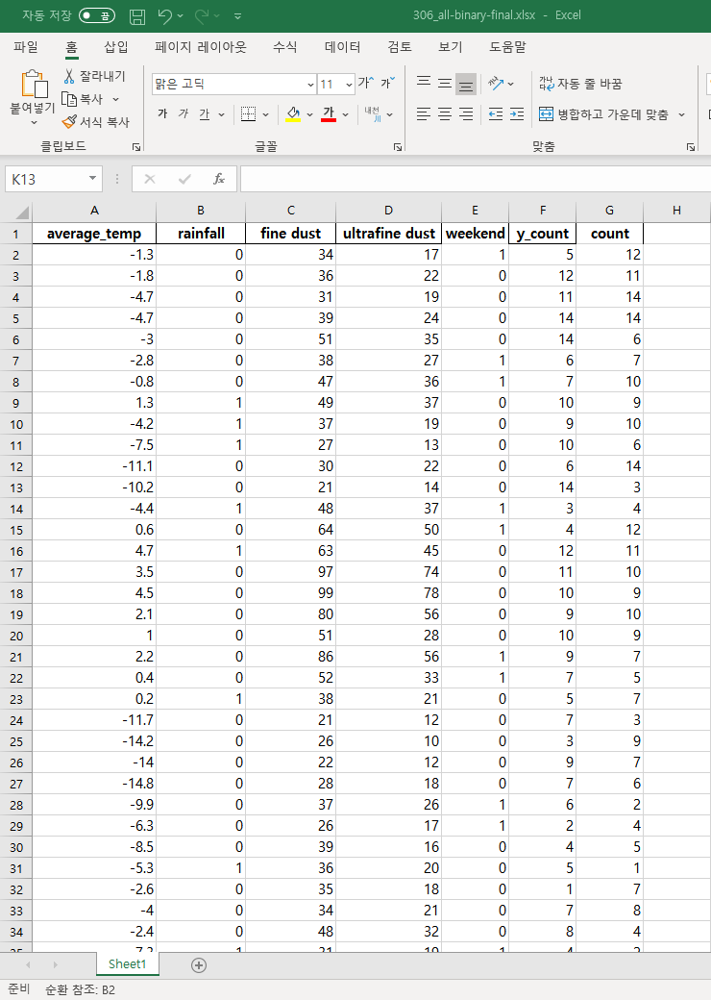 자동 저장 끔 306_all-binary-final.xlsx - Excel
파일 홈 삽입 페이지 레이아웃 수식 데이터 검토 보기 도움말
붙여넣기
잘라내기
복사
서식 복사
클립보드
맑은 고딕 11 가 가
가 가 가 가 내천
글꼴
가나다 자동 줄 바꿈
병합하고 가운데 맞춤
맞춤
K13 fx
A B C D E F G H
1 average_temp rainfall fine dust ultrafine dust weekend y_count count
2 -1.3 0 34 17 1 5 12
3 -1.8 0 36 22 0 12 11
4 -4.7 0 31 19 0 11 14
5 -4.7 0 39 24 0 14 14
6 -3 0 51 35 0 14 6
7 -2.8 0 38 27 1 6 7
8 -0.8 0 47 36 1 7 10
9 1.3 1 49 37 0 10 9
10 -4.2 1 37 19 0 9 10
11 -7.5 1 27 13 0 10 6
12 -11.1 0 30 22 0 6 14
13 -10.2 0 21 14 0 14 3
14 -4.4 1 48 37 1 3 4
15 0.6 0 64 50 1 4 12
16 4.7 1 63 45 0 12 11
17 3.5 0 97 74 0 11 10
18 4.5 0 99 78 0 10 9
19 2.1 0 80 56 0 9 10
20 1 0 51 28 0 10 9
21 2.2 0 86 56 1 9 7
22 0.4 0 52 33 1 7 5
23 0.2 1 38 21 0 5 7
24 -11.7 0 21 12 0 7 3
25 -14.2 0 26 10 0 3 9
26 -14 0 22 12 0 9 7
27 -14.8 0 28 18 0 7 6
28 -9.9 0 37 26 1 6 2
29 -6.3 0 26 17 1 2 4
30 -8.5 0 39 16 0 4 5
31 -5.3 1 36 20 0 5 1
32 -2.6 0 35 18 0 1 7
33 -4 0 34 21 0 7 8
34 -2.4 0 48 32 0 8 4
Sheet1
준비 순환 참조: B2